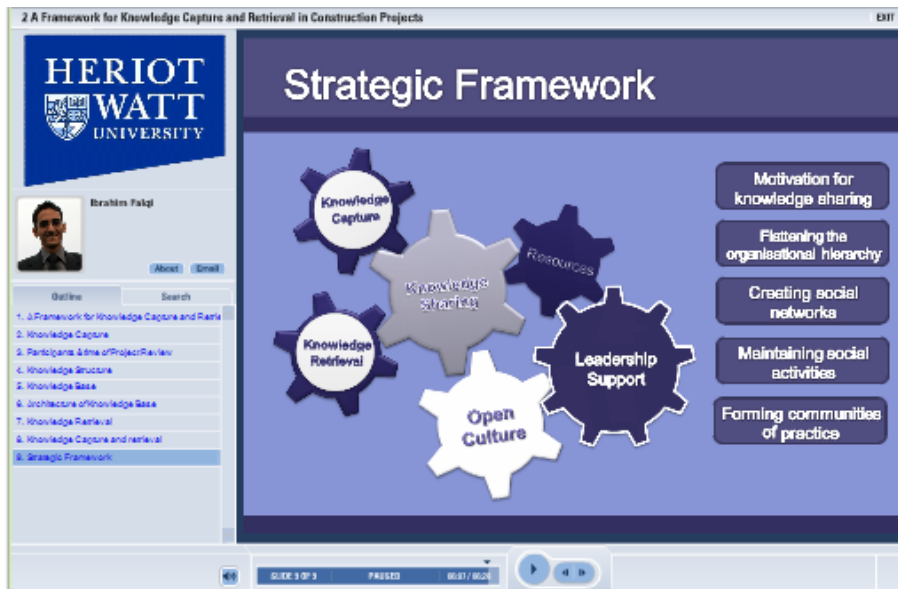 2 A Framework for Knowledge Capture and Retrieval in Construction Projects
EXIT
HERIOT
WATT
UNIVERSITY
Ibrahim Falqi
About
Email
Outline
Search
1. A Framework for Knowledge Capture and Retrie
2. Knowledge Capture
3. Participants & time of Project Review
4. Knowledge Structure
5. Knowledge Base
6. Architecture of Knowledge Base
7. Knowledge Retrieval
8. Knowledge Capture and retrieval
9. Strategic Framework
Strategic Framework
Knowledge
Capture
Knowledge
Sharing
Resources
Knowledge
Retrieval
Leadership
Support
Open
Culture
Motivation for
knowledge sharing
Flattening the
organisational hierarchy
Creating social
networks
Maintaining social
activities
Forming communities
of practice
SLIDE 9 OF 9
PAUSED